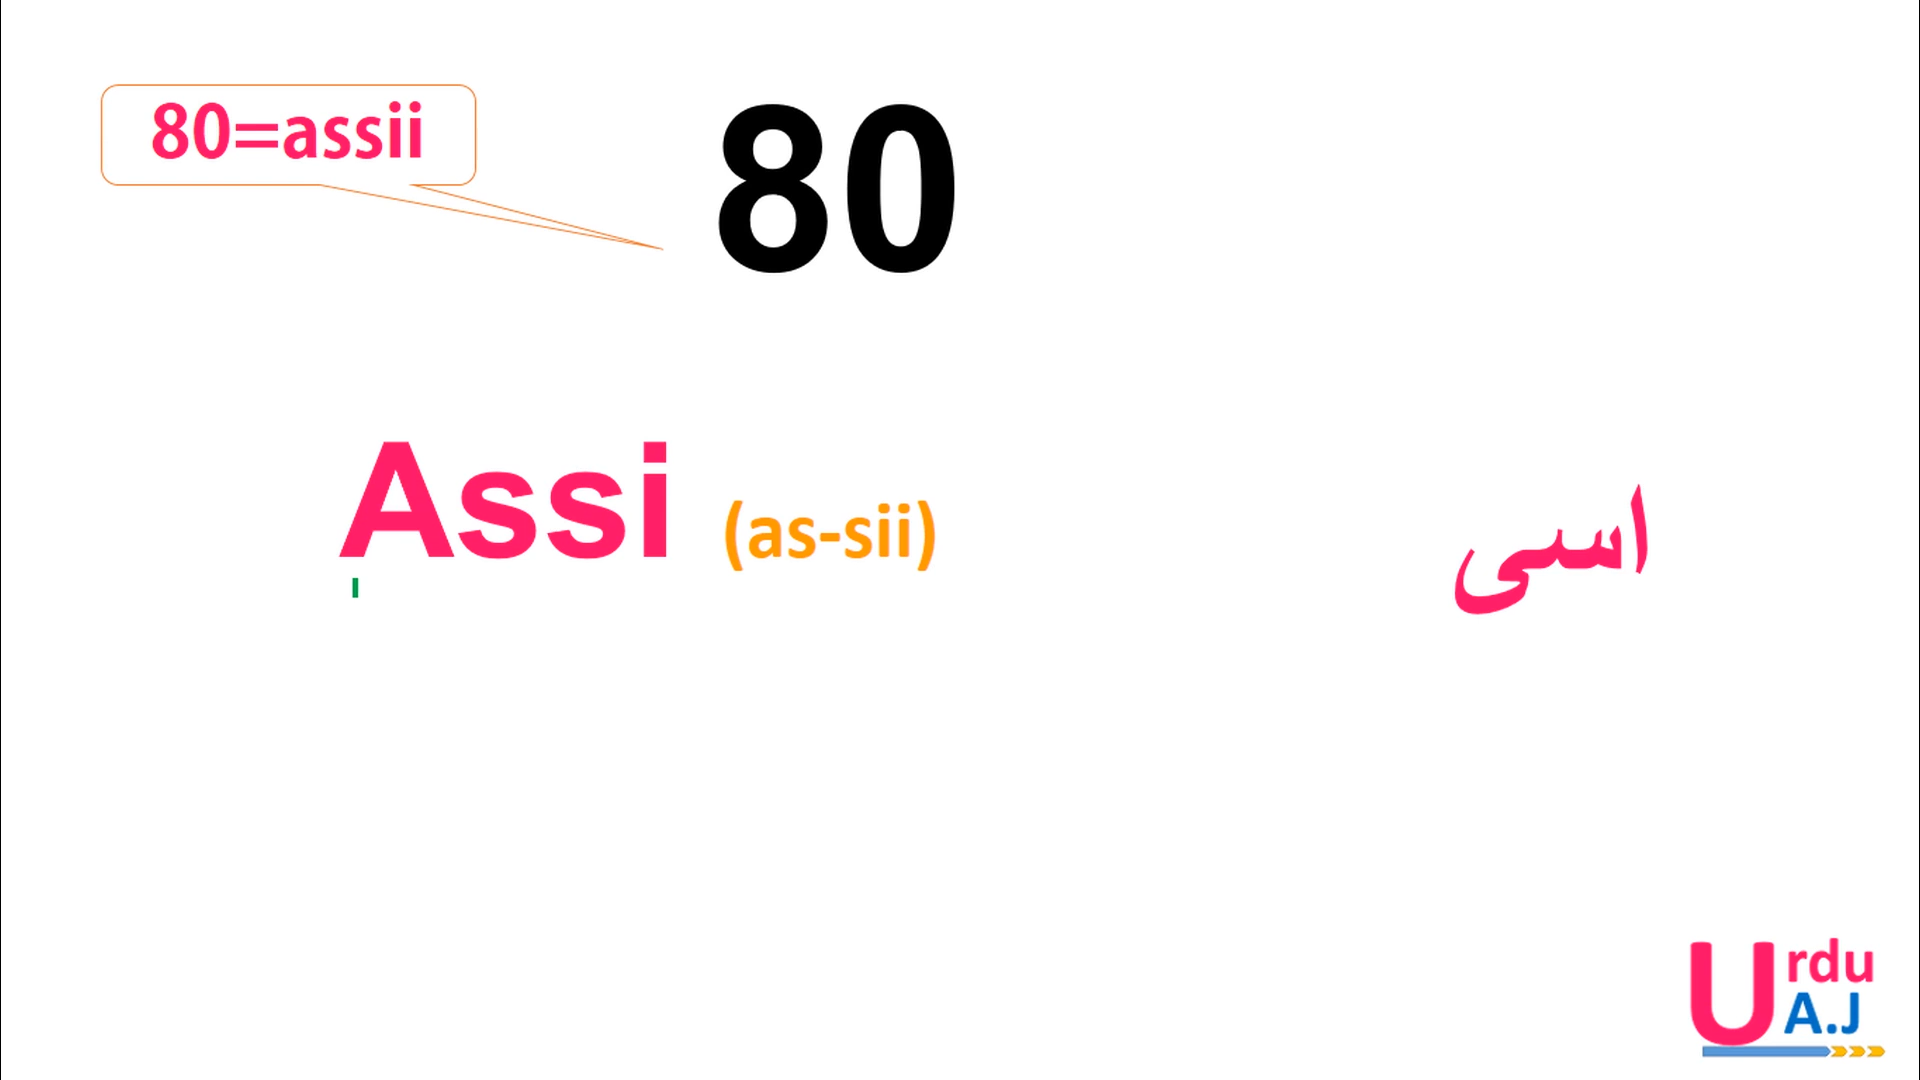 80=assii
80
Assi (as-sii)
اسی
Urdu
A.J